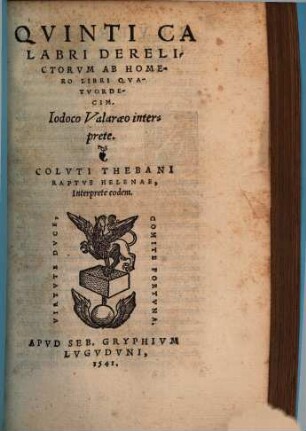 QVINTI CA
LABRI DERELI-
CTORVM AB HOME-
RO LIBRI QVA-
TVORDE-
CIM.
Iodoco Valaræo inter-
prete.
COLVTI THEBANI
RAPTVS HELENAE,
Interprete eodem.
VIRTVTE DVCE,
COMITE FORTVNA,
APVD SEB. GRYPHIVM
LVGVDVNI,
1541.